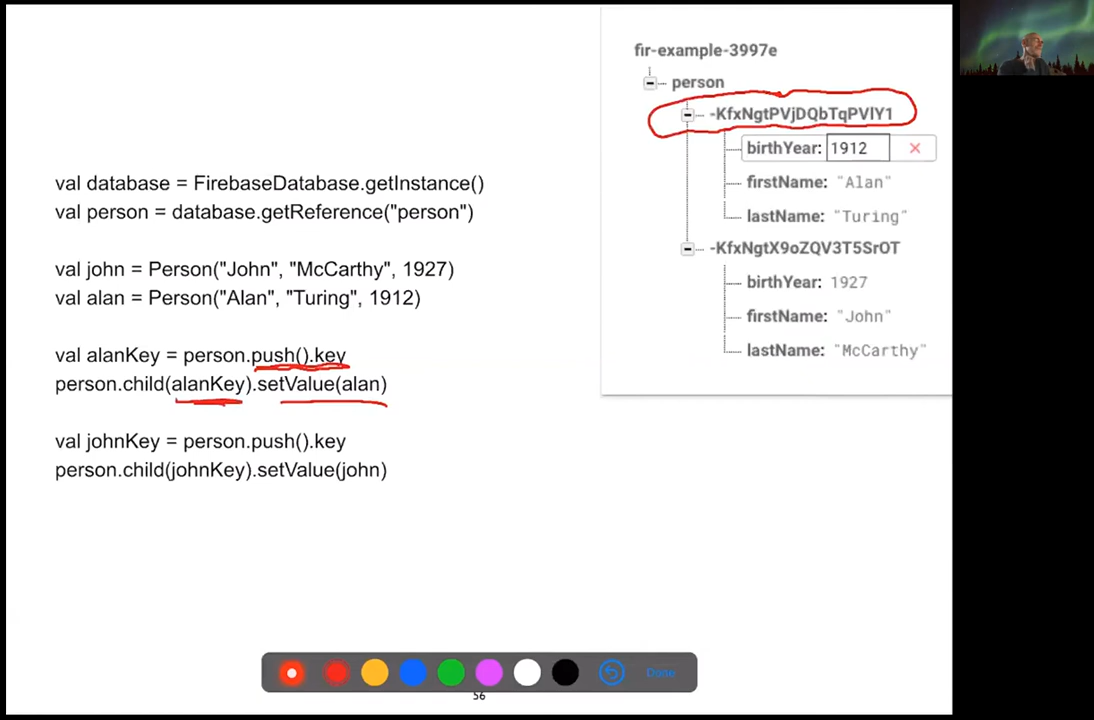 val database = FirebaseDatabase.getInstance()
val person = database.getReference("person")
val john = Person("John", "McCarthy", 1927)
val alan = Person("Alan", "Turing", 1912)
val alanKey = person.push().key
person.child(alanKey).setValue(alan)
val johnKey = person.push().key
person.child(johnKey).setValue(john)
fir-example-3997e
person
-KfxNgtPVjDQbTqPVlY1
birthYear: 1912
firstName: "Alan"
lastName: "Turing"
-KfxNgtX9oZQV3T5SrOT
birthYear: 1927
firstName: "John"
lastName: "McCarthy"
Done
56